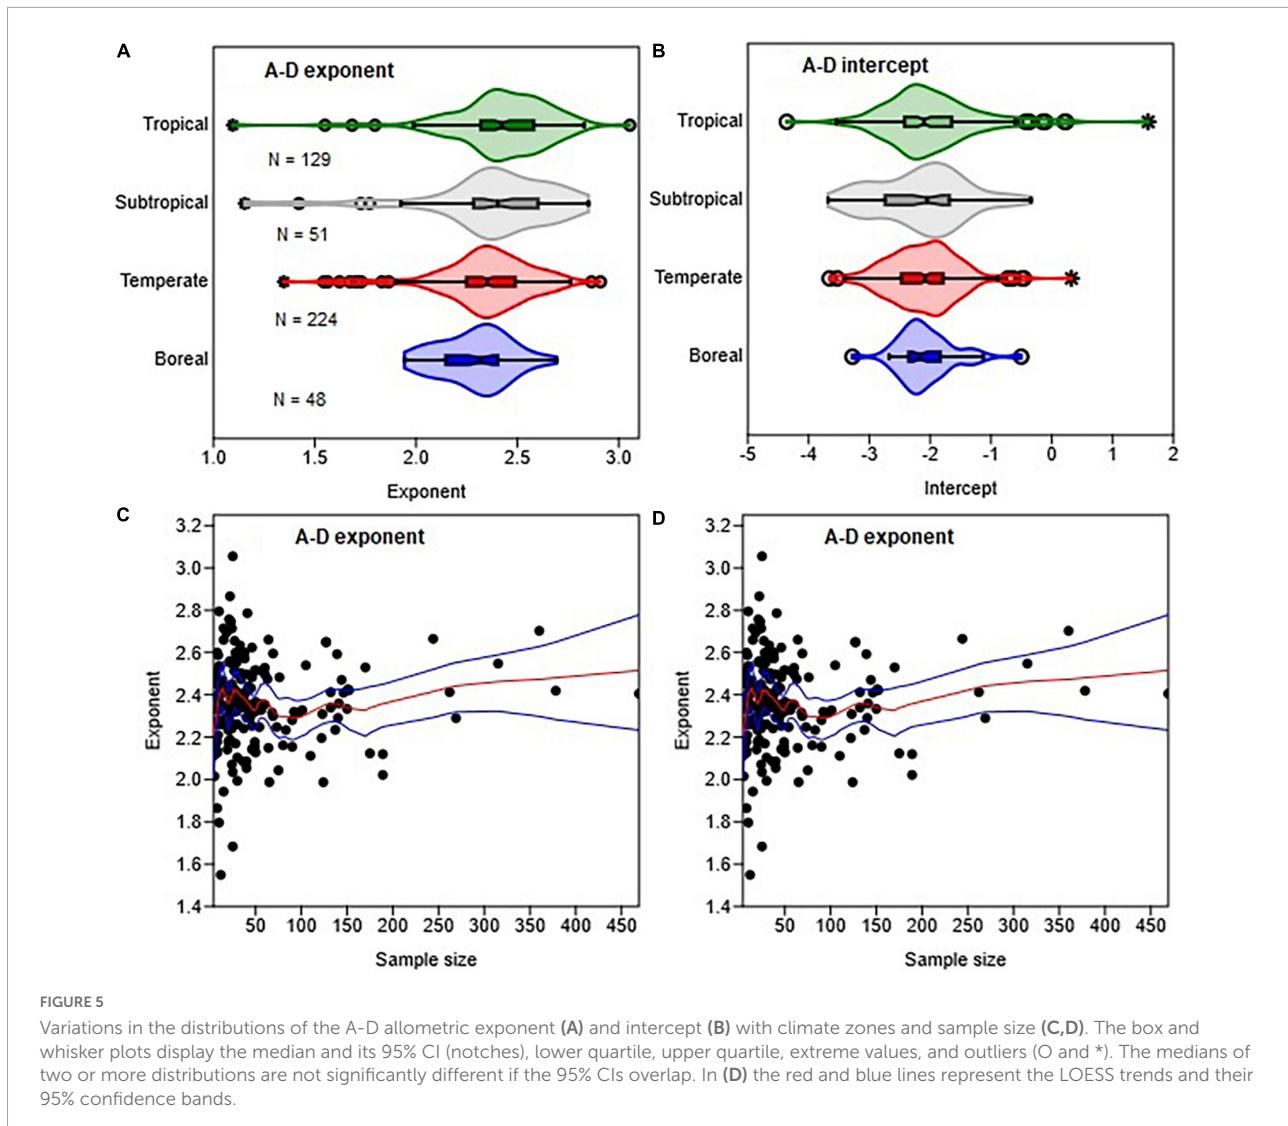 A
A-D exponent
Tropical
N = 129
Subtropical
N = 51
Temperate
N = 224
Boreal
N = 48
1.0 1.5 2.0 2.5 3.0
Exponent
B
A-D intercept
Tropical
Subtropical
Temperate
Boreal
-5 -4 -3 -2 -1 0 1 2
Intercept
C
A-D exponent
3.2
3.0
2.8
2.6
2.4
2.2
2.0
1.8
1.6
1.4
Exponent
50 100 150 200 250 300 350 400 450
Sample size
D
A-D exponent
3.2
3.0
2.8
2.6
2.4
2.2
2.0
1.8
1.6
1.4
Exponent
50 100 150 200 250 300 350 400 450
Sample size
FIGURE 5
Variations in the distributions of the A-D allometric exponent (A) and intercept (B) with climate zones and sample size (C,D). The box and
whisker plots display the median and its 95% CI (notches), lower quartile, upper quartile, extreme values, and outliers (O and *). The medians of
two or more distributions are not significantly different if the 95% CIs overlap. In (D) the red and blue lines represent the LOESS trends and their
95% confidence bands.